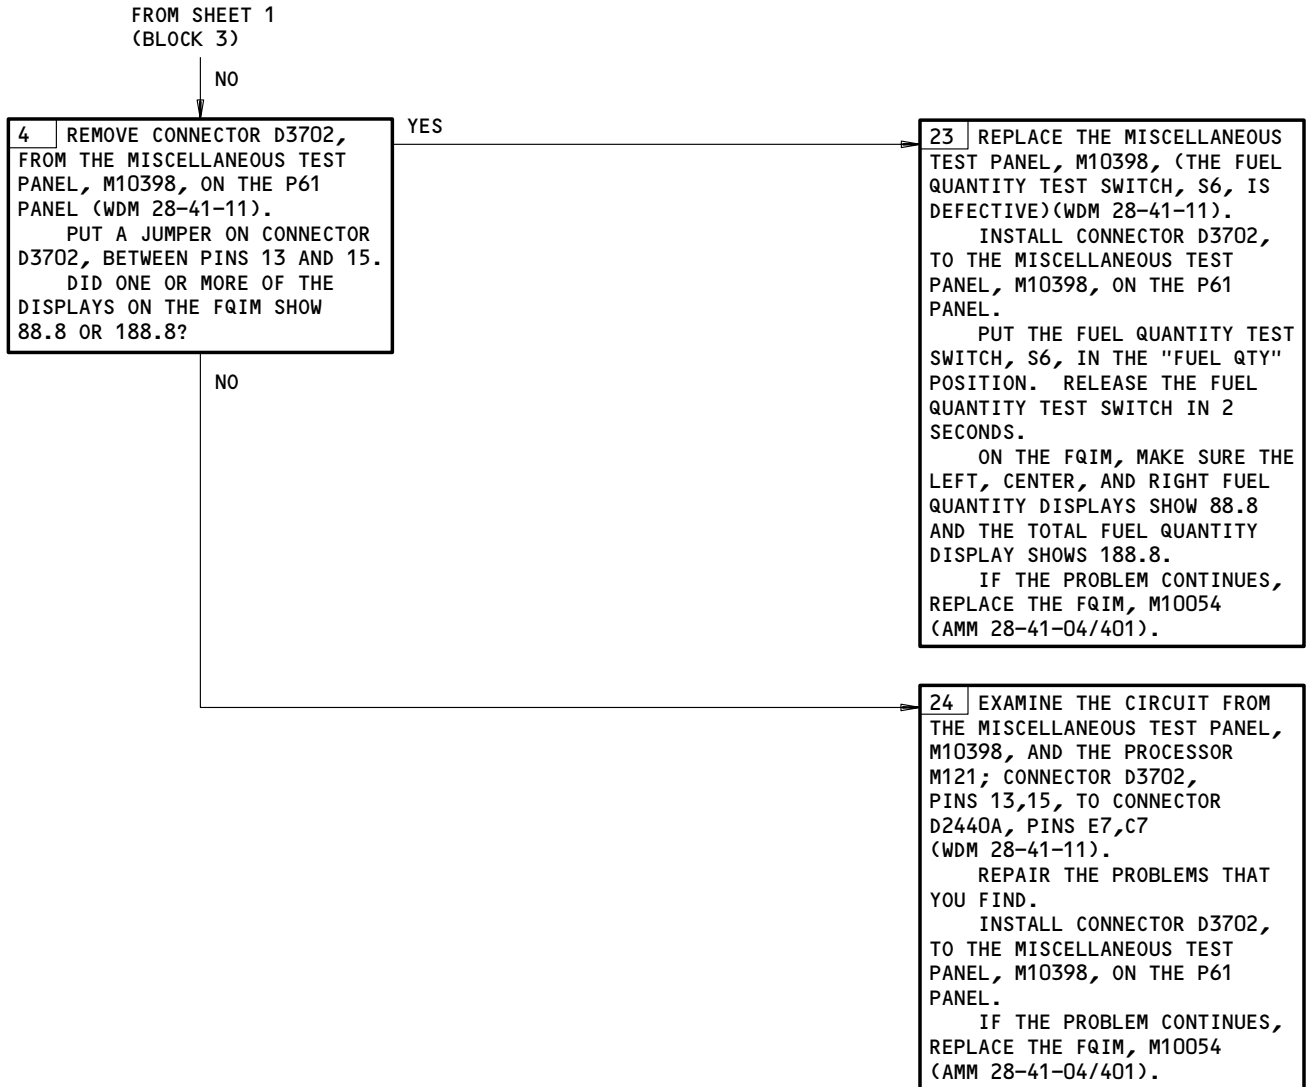 FROM SHEET 1
(BLOCK 3)
NO
4 REMOVE CONNECTOR D3702,
FROM THE MISCELLANEOUS TEST
PANEL, M10398, ON THE P61
PANEL (WDM 28-41-11).
PUT A JUMPER ON CONNECTOR
D3702, BETWEEN PINS 13 AND 15.
DID ONE OR MORE OF THE
DISPLAYS ON THE FQIM SHOW
88.8 OR 188.8?
YES
NO
23 REPLACE THE MISCELLANEOUS
TEST PANEL, M10398, (THE FUEL
QUANTITY TEST SWITCH, S6, IS
DEFECTIVE)(WDM 28-41-11).
INSTALL CONNECTOR D3702,
TO THE MISCELLANEOUS TEST
PANEL, M10398, ON THE P61
PANEL.
PUT THE FUEL QUANTITY TEST
SWITCH, S6, IN THE "FUEL QTY"
POSITION. RELEASE THE FUEL
QUANTITY TEST SWITCH IN 2
SECONDS.
ON THE FQIM, MAKE SURE THE
LEFT, CENTER, AND RIGHT FUEL
QUANTITY DISPLAYS SHOW 88.8
AND THE TOTAL FUEL QUANTITY
DISPLAY SHOWS 188.8.
IF THE PROBLEM CONTINUES,
REPLACE THE FQIM, M10054
(AMM 28-41-04/401).
24 EXAMINE THE CIRCUIT FROM
THE MISCELLANEOUS TEST PANEL,
M10398, AND THE PROCESSOR
M121; CONNECTOR D3702,
PINS 13,15, TO CONNECTOR
D2440A, PINS E7,C7
(WDM 28-41-11).
REPAIR THE PROBLEMS THAT
YOU FIND.
INSTALL CONNECTOR D3702,
TO THE MISCELLANEOUS TEST
PANEL, M10398, ON THE P61
PANEL.
IF THE PROBLEM CONTINUES,
REPLACE THE FQIM, M10054
(AMM 28-41-04/401).